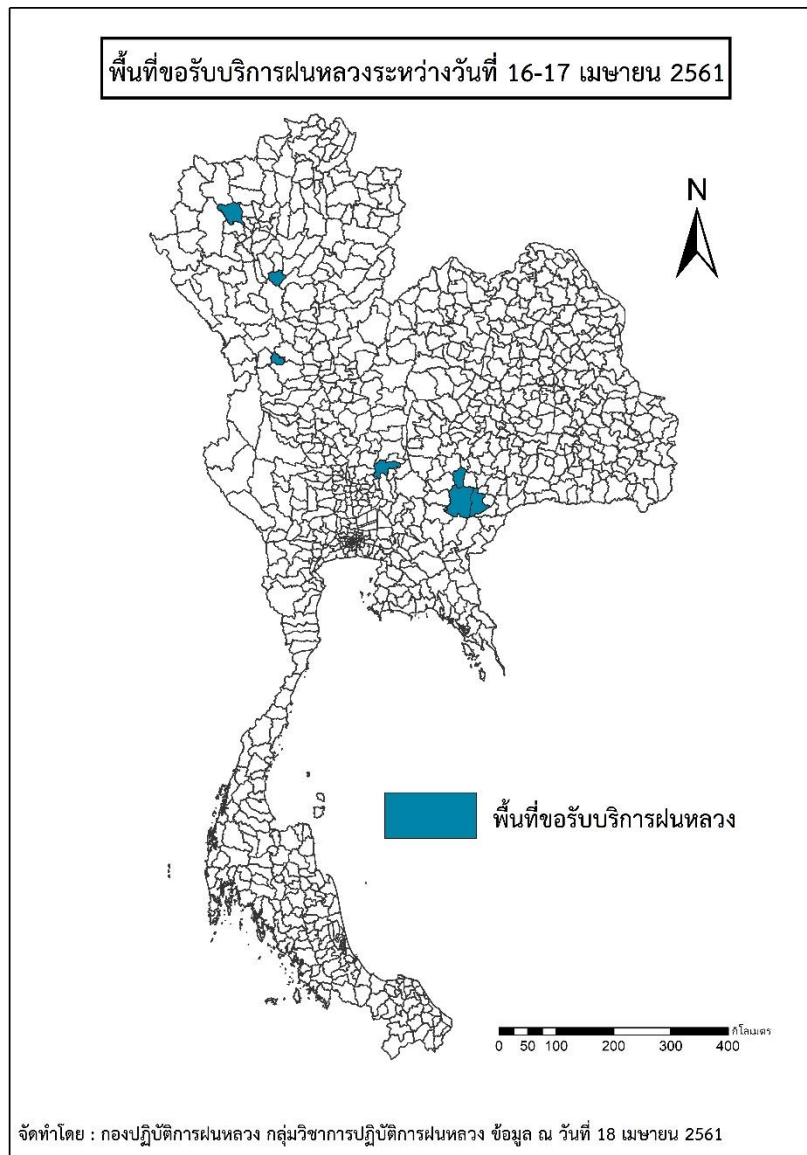 พื้นที่ขอรับบริการฝนหลวงระหว่างวันที่ 16-17 เมษายน 2561
N
พื้นที่ขอรับบริการฝนหลวง
กิโลเมตร
0 50 100 200 300 400
จัดทำโดย : กองปฏิบัติการฝนหลวง กลุ่มวิชาการปฏิบัติการฝนหลวง ข้อมูล ณ วันที่ 18 เมษายน 2561